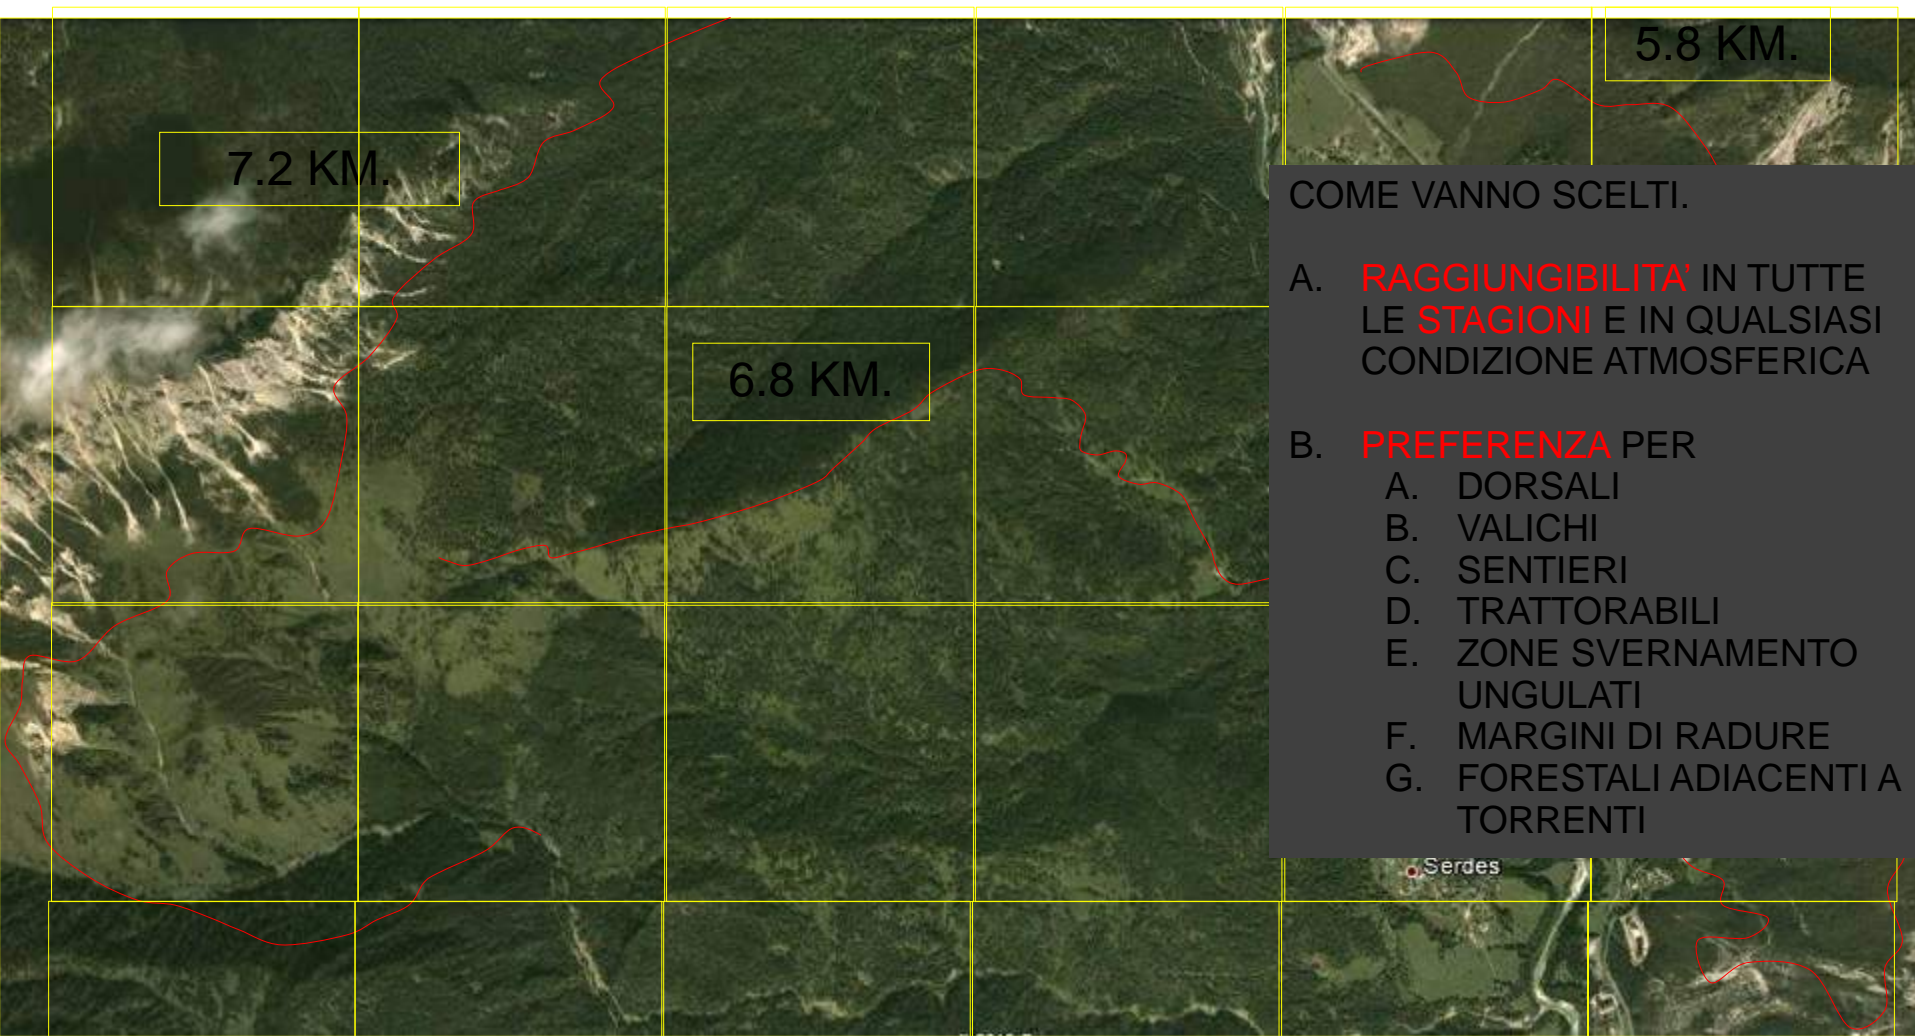 5.8 KM.
7.2 KM.
6.8 KM.
COME VANNO SCELTI.
A. RAGGIUNGIBILITA’ IN TUTTE
LE STAGIONI E IN QUALSIASI
CONDIZIONE ATMOSFERICA
B. PREFERENZA PER
A. DORSALI
B. VALICHI
C. SENTIERI
D. TRATTORABILI
E. ZONE SVERNAMENTO
UNGULATI
F. MARGINI DI RADURE
G. FORESTALI ADIACENTI A
TORRENTI
Serdes